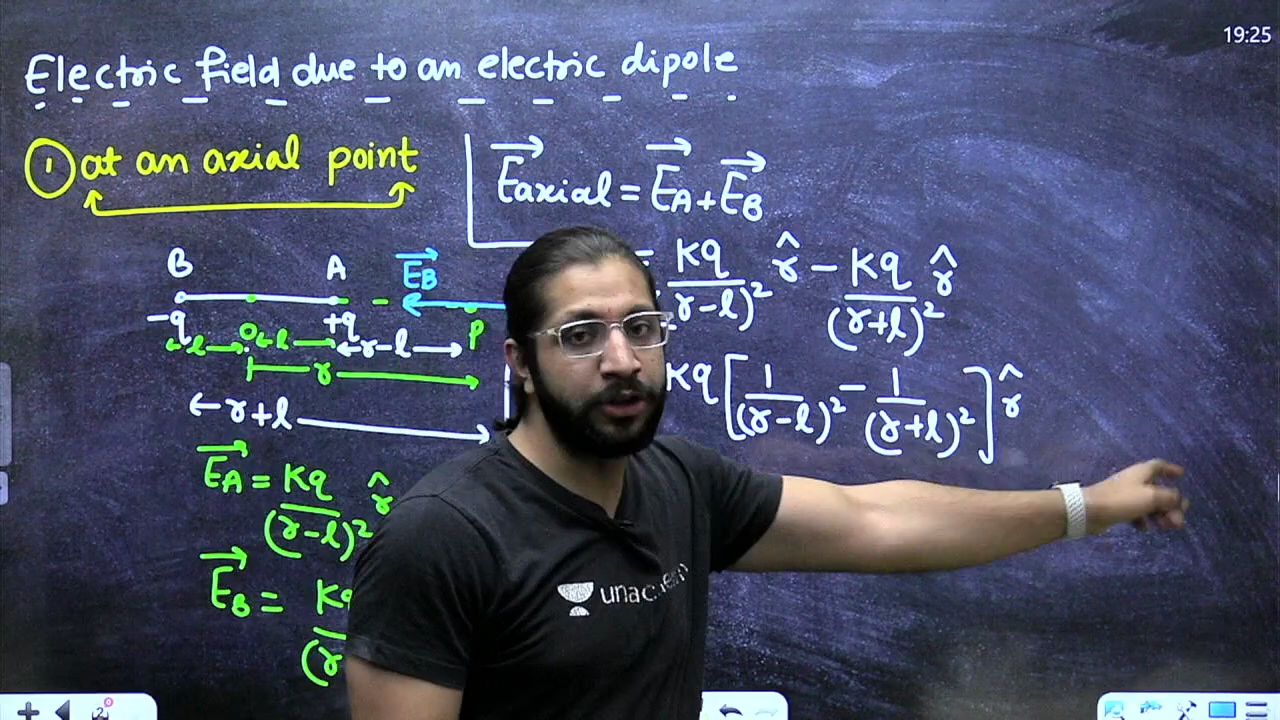 19:25
Electric field due to an electric dipole
① at an axial point
E⃗axial = E⃗A + E⃗B
= Kq/(r-l)² r̂ - Kq/(r+l)² r̂
Kq [1/(r-l)² - 1/(r+l)²] r̂
B A E⃗B
-q O +q P
l l r-l
r
r+l
E⃗A = Kq/(r-l)² r̂
E⃗B =
unacademy